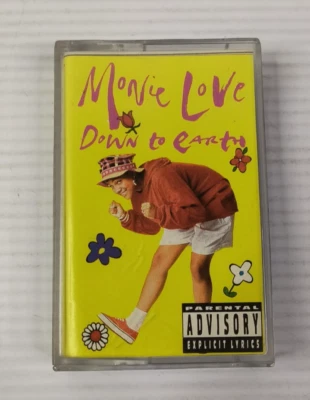 Monie Love
Down to earth
PARENTAL
ADVISORY
EXPLICIT LYRICS